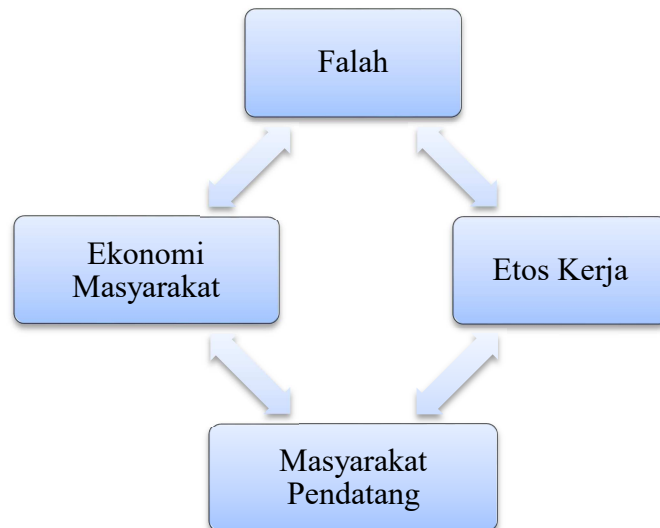 Falah
Ekonomi
Masyarakat
Etos Kerja
Masyarakat
Pendatang